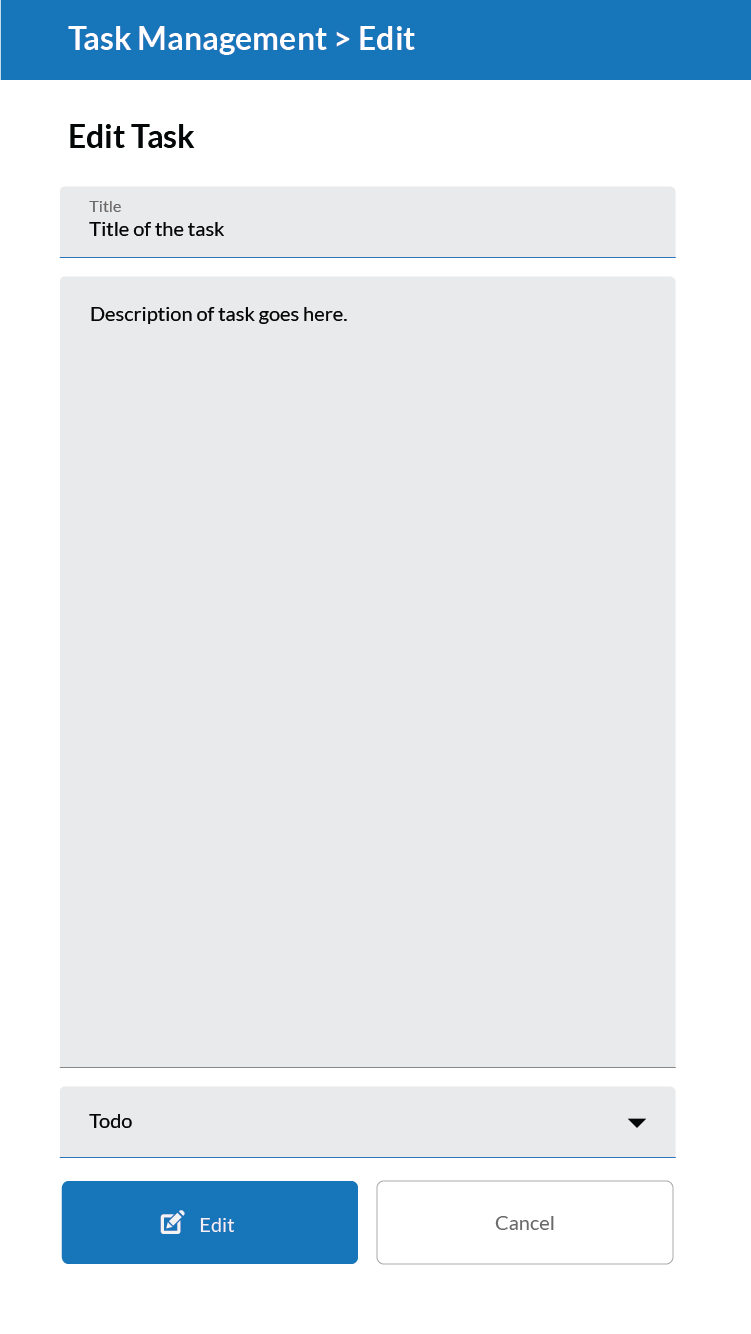 Task Management > Edit
Edit Task
Title
Title of the task
Description of task goes here.
Todo
Edit
Cancel